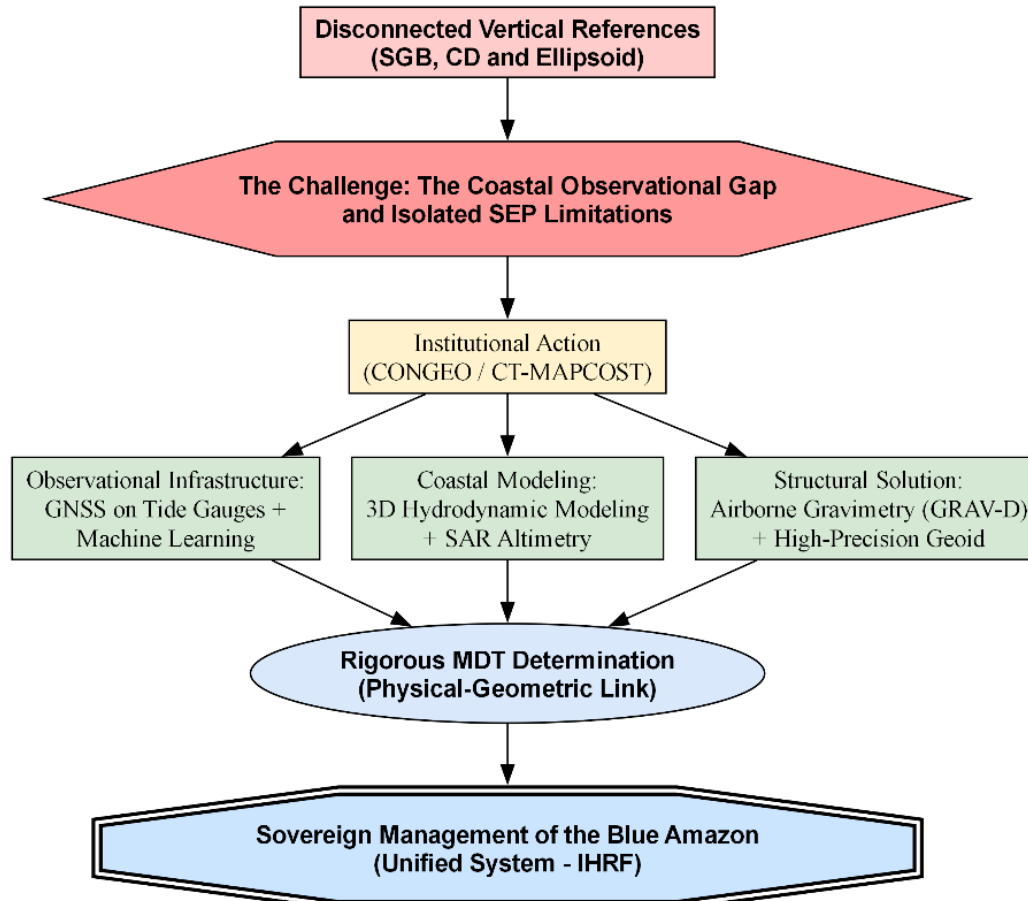 Disconnected Vertical References
(SGB, CD and Ellipsoid)
The Challenge: The Coastal Observational Gap
and Isolated SEP Limitations
Institutional Action
(CONGEO / CT-MAPCOST)
Observational Infrastructure:
GNSS on Tide Gauges +
Machine Learning
Coastal Modeling:
3D Hydrodynamic Modeling
+ SAR Altimetry
Structural Solution:
Airborne Gravimetry (GRAV-D)
+ High-Precision Geoid
Rigorous MDT Determination
(Physical-Geometric Link)
Sovereign Management of the Blue Amazon
(Unified System - IHRF)